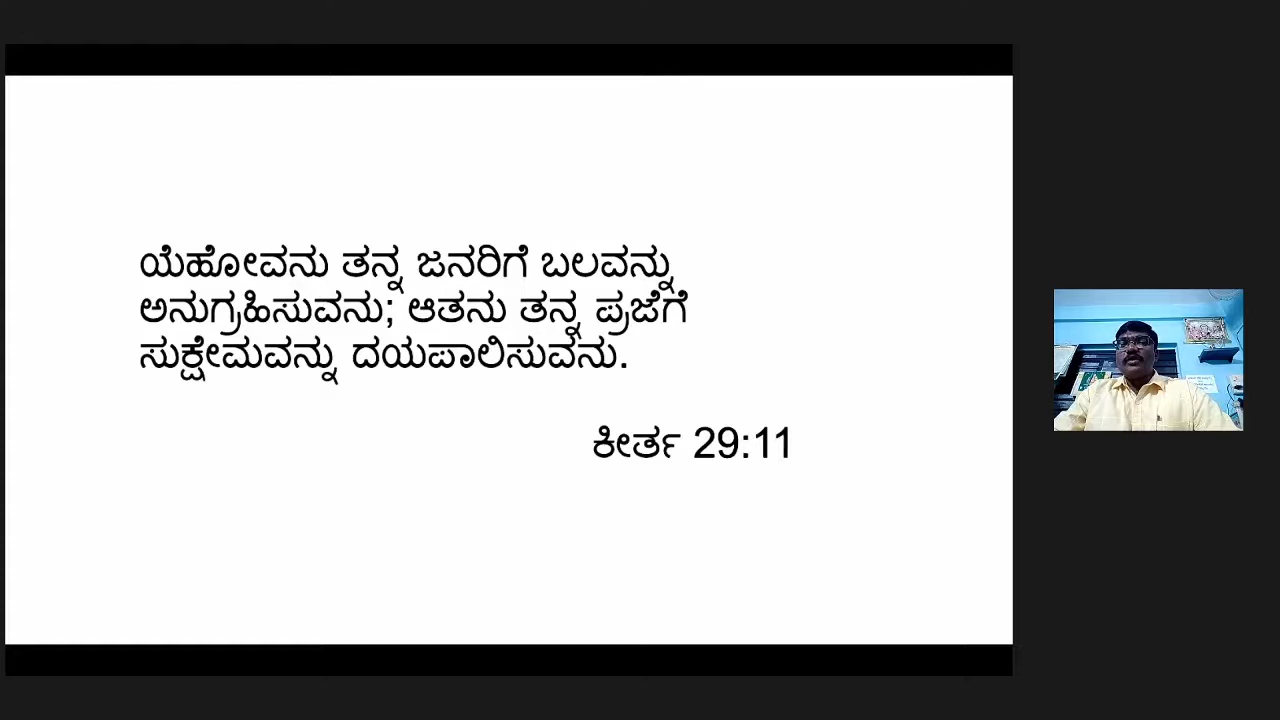 ಯೆಹೋವನು ತನ್ನ ಜನರಿಗೆ ಬಲವನ್ನು
ಅನುಗ್ರಹಿಸುವನು; ಆತನು ತನ್ನ ಪ್ರಜೆಗೆ
ಸುಕ್ಷೇಮವನ್ನು ದಯಪಾಲಿಸುವನು.
ಕೀರ್ತ 29:11